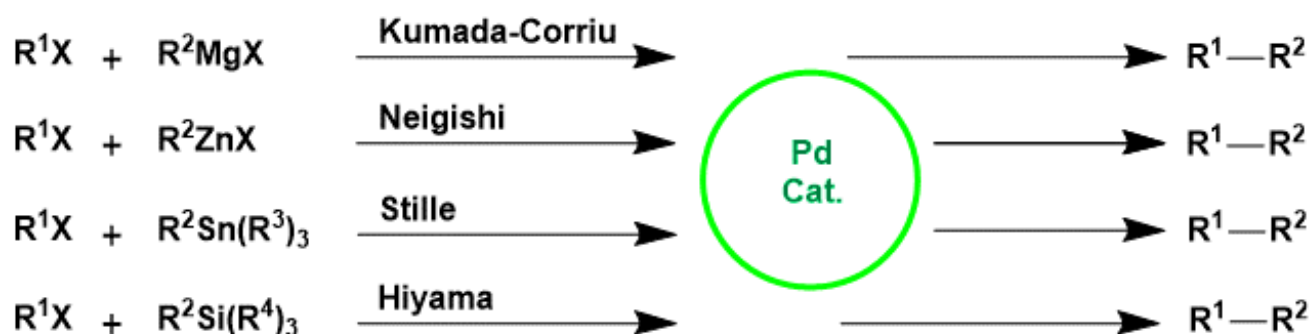 R¹X + R²MgX Kumada-Corriu R¹—R²
R¹X + R²ZnX Neigishi R¹—R²
Pd
Cat.
R¹X + R²Sn(R³)₃ Stille R¹—R²
R¹X + R²Si(R⁴)₃ Hiyama R¹—R²